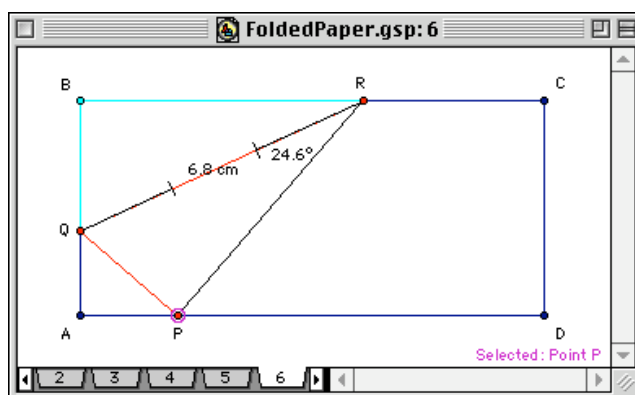 FoldedPaper.gsp: 6
B
R
C
24.6°
6.8 cm
Q
A
P
D
Selected: Point P
2 3 4 5 6